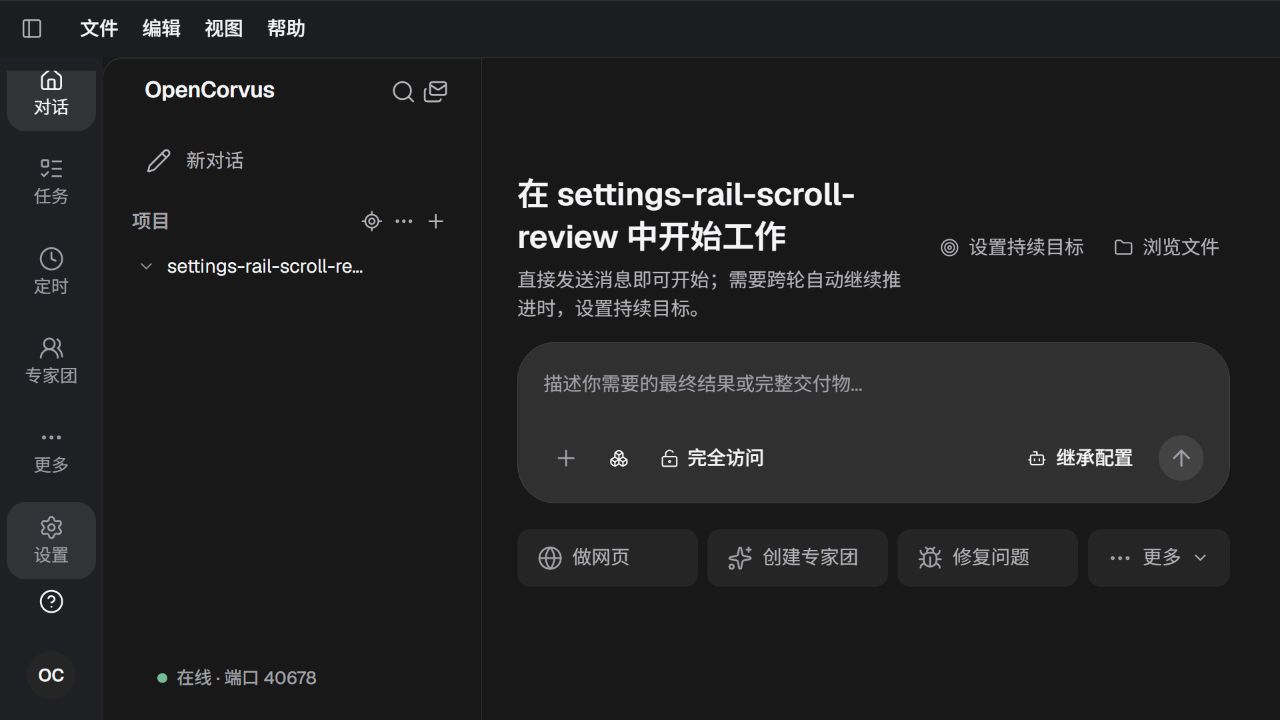 文件 编辑 视图 帮助
对话
任务
定时
专家团
更多
设置
OC
OpenCorvus
新对话
项目
settings-rail-scroll-re...
在线 · 端口 40678
在 settings-rail-scroll-
review 中开始工作
直接发送消息即可开始；需要跨轮自动继续推
进时，设置持续目标。
设置持续目标 浏览文件
描述你需要的最终结果或完整交付物...
完全访问 继承配置
做网页 创建专家团 修复问题 更多